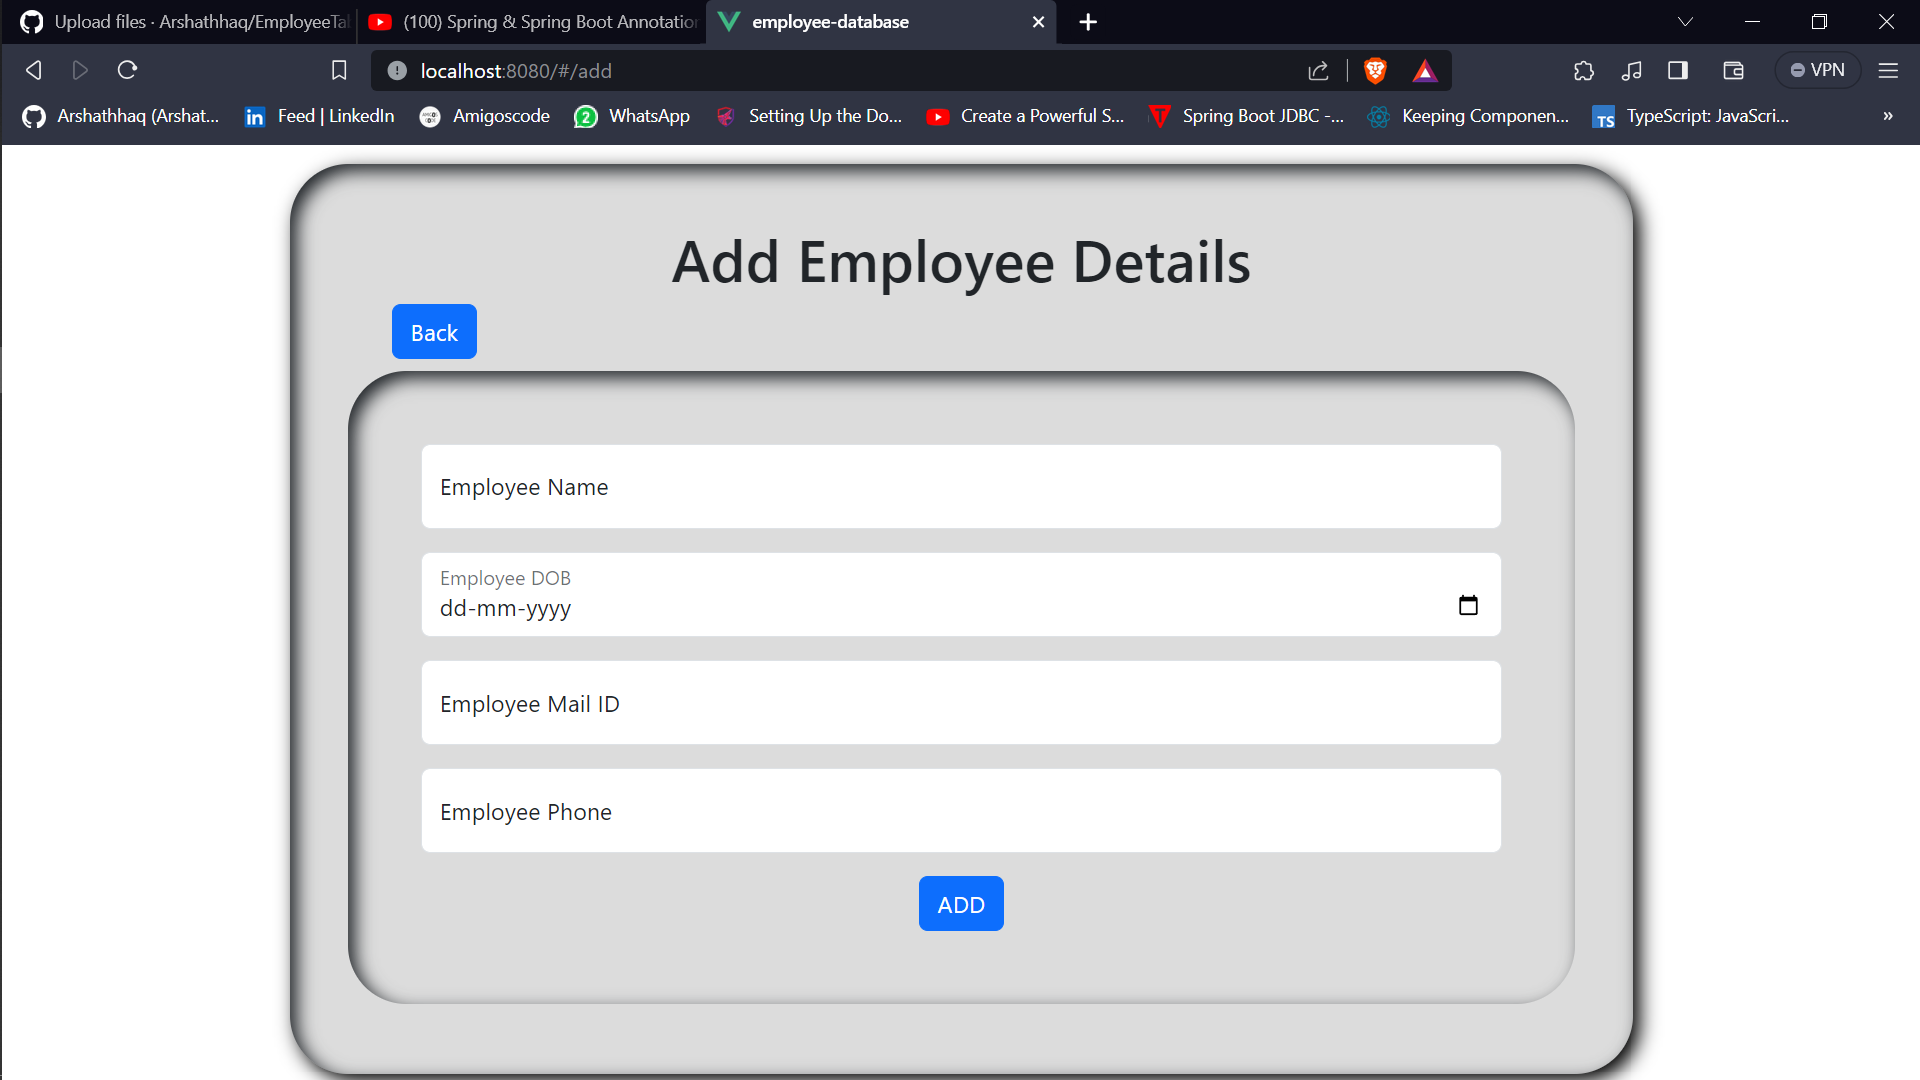 Upload files · Arshathhaq/EmployeeTab
(100) Spring & Spring Boot Annotation
employee-database
localhost:8080/#/add
VPN
Arshathhaq (Arshat...
Feed | LinkedIn
Amigoscode
2 WhatsApp
Setting Up the Do...
Create a Powerful S...
Spring Boot JDBC -...
Keeping Componen...
TS TypeScript: JavaScri...
»
Add Employee Details
Back
Employee Name
Employee DOB
dd-mm-yyyy
Employee Mail ID
Employee Phone
ADD